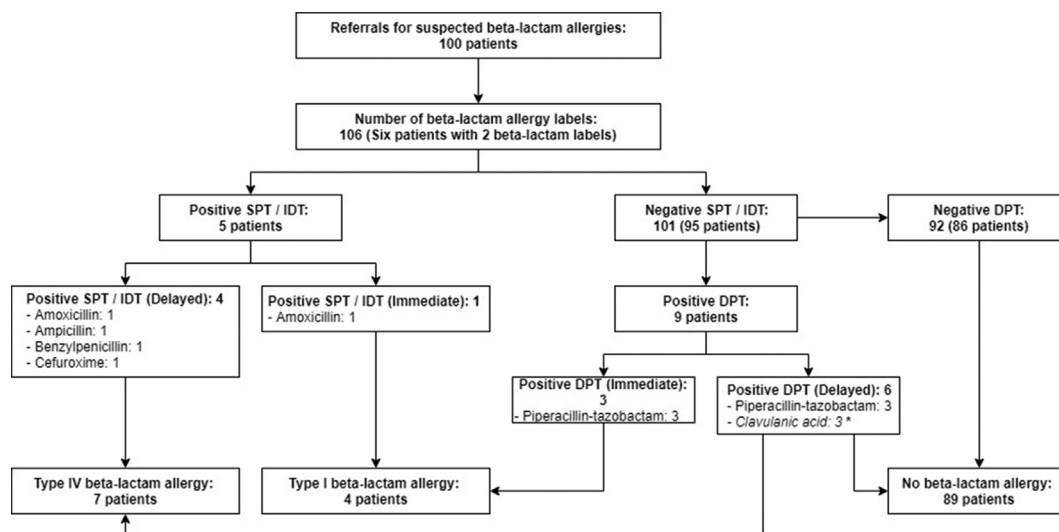 Referrals for suspected beta-lactam allergies:
100 patients
Number of beta-lactam allergy labels:
106 (Six patients with 2 beta-lactam labels)
Positive SPT / IDT:
5 patients
Negative SPT / IDT:
101 (95 patients)
Negative DPT:
92 (86 patients)
Positive SPT / IDT (Delayed): 4
- Amoxicillin: 1
- Ampicillin: 1
- Benzylpenicillin: 1
- Cefuroxime: 1
Positive SPT / IDT (Immediate): 1
- Amoxicillin: 1
Positive DPT:
9 patients
Positive DPT (Immediate):
3
- Piperacillin-tazobactam: 3
Positive DPT (Delayed): 6
- Piperacillin-tazobactam: 3
- Clavulanic acid: 3 *
Type IV beta-lactam allergy:
7 patients
Type I beta-lactam allergy:
4 patients
No beta-lactam allergy:
89 patients